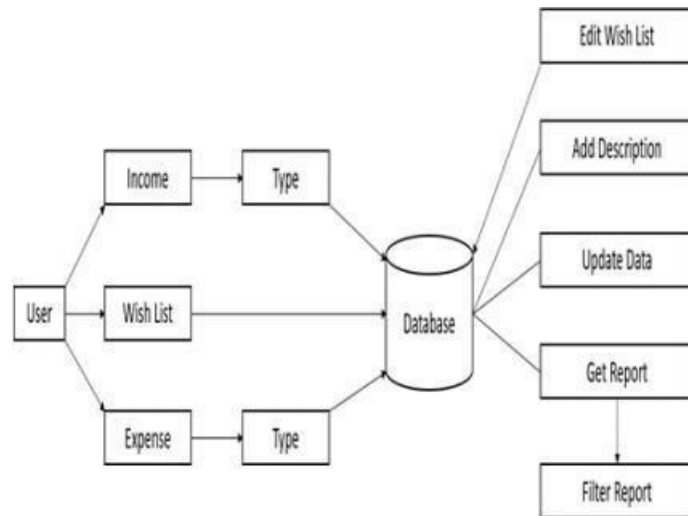 Edit Wish List
Add Description
Income
Type
Update Data
User
Wish List
Database
Get Report
Expense
Type
Filter Report